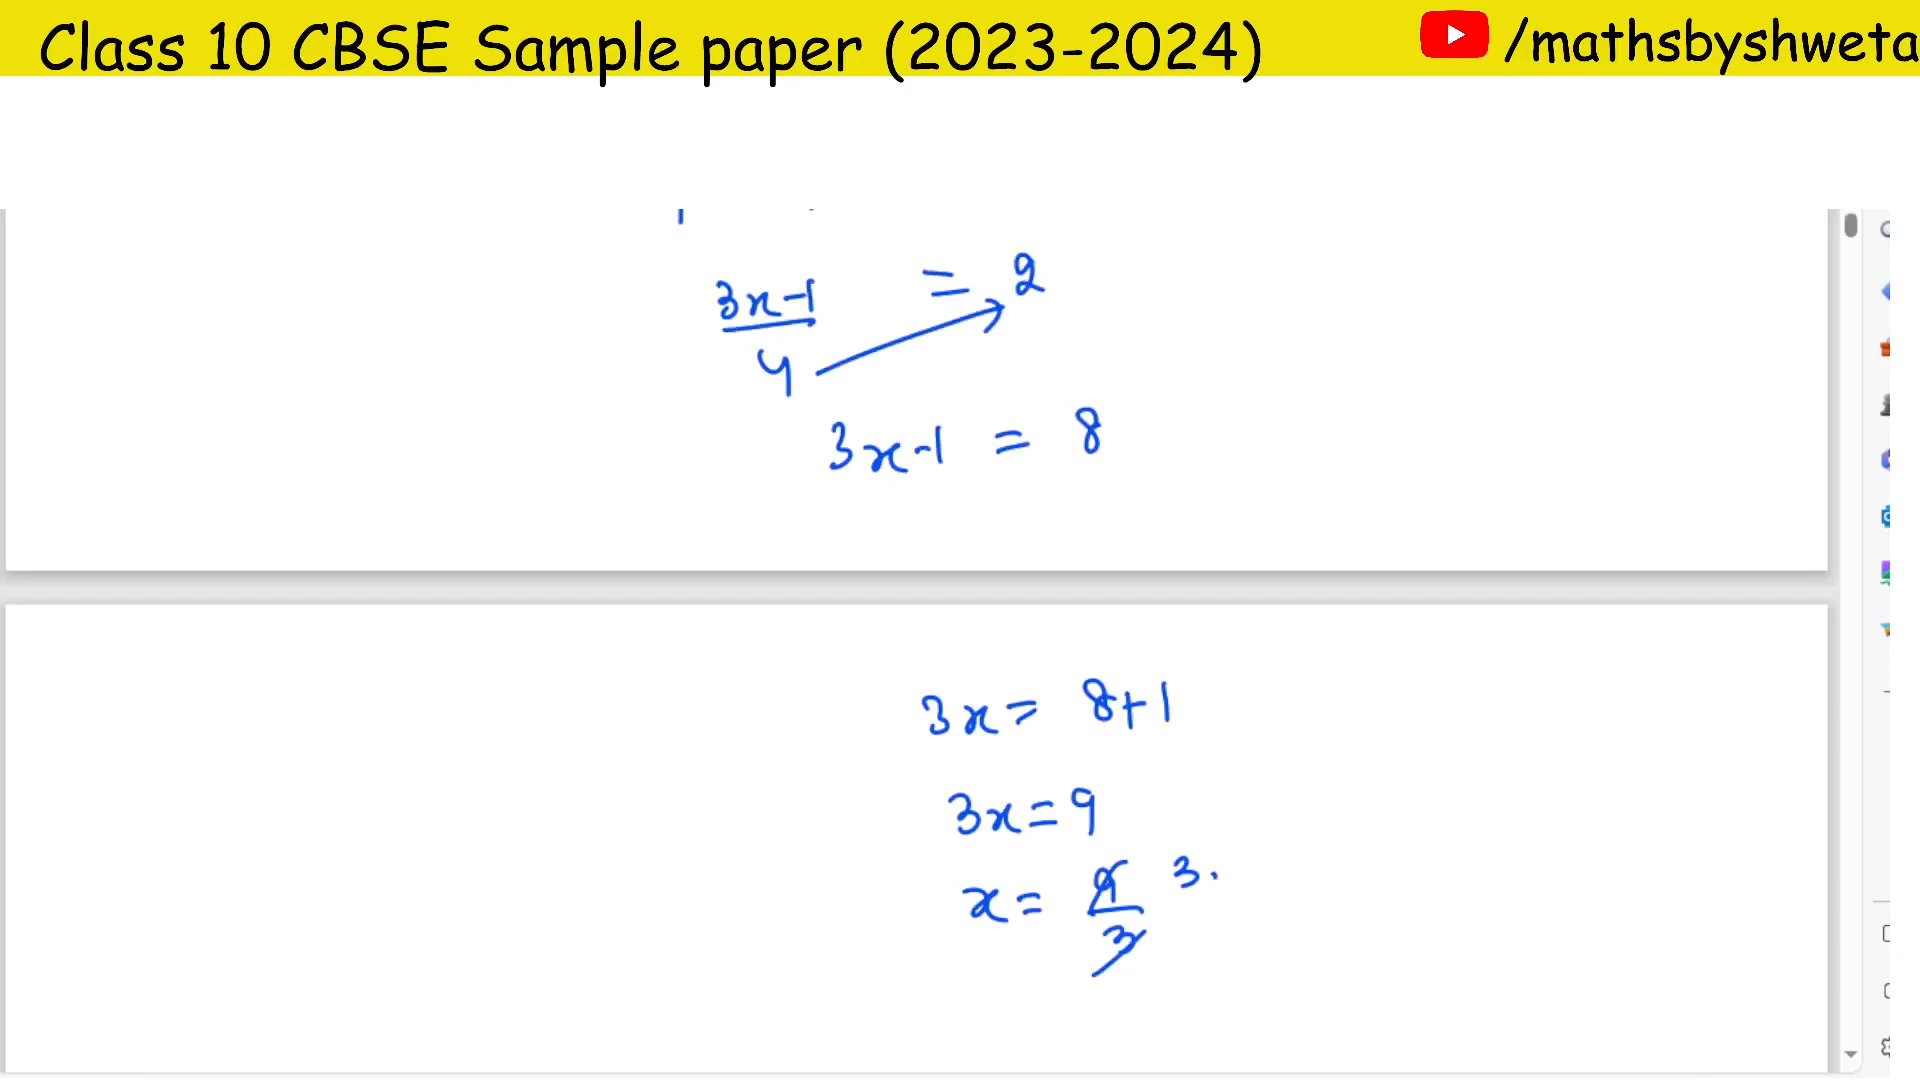 Class 10 CBSE Sample paper (2023-2024)
/mathsbyshweta
3x-1 = 2
4
3x-1 = 8
3x = 8+1
3x = 9
x = 9 3.
3